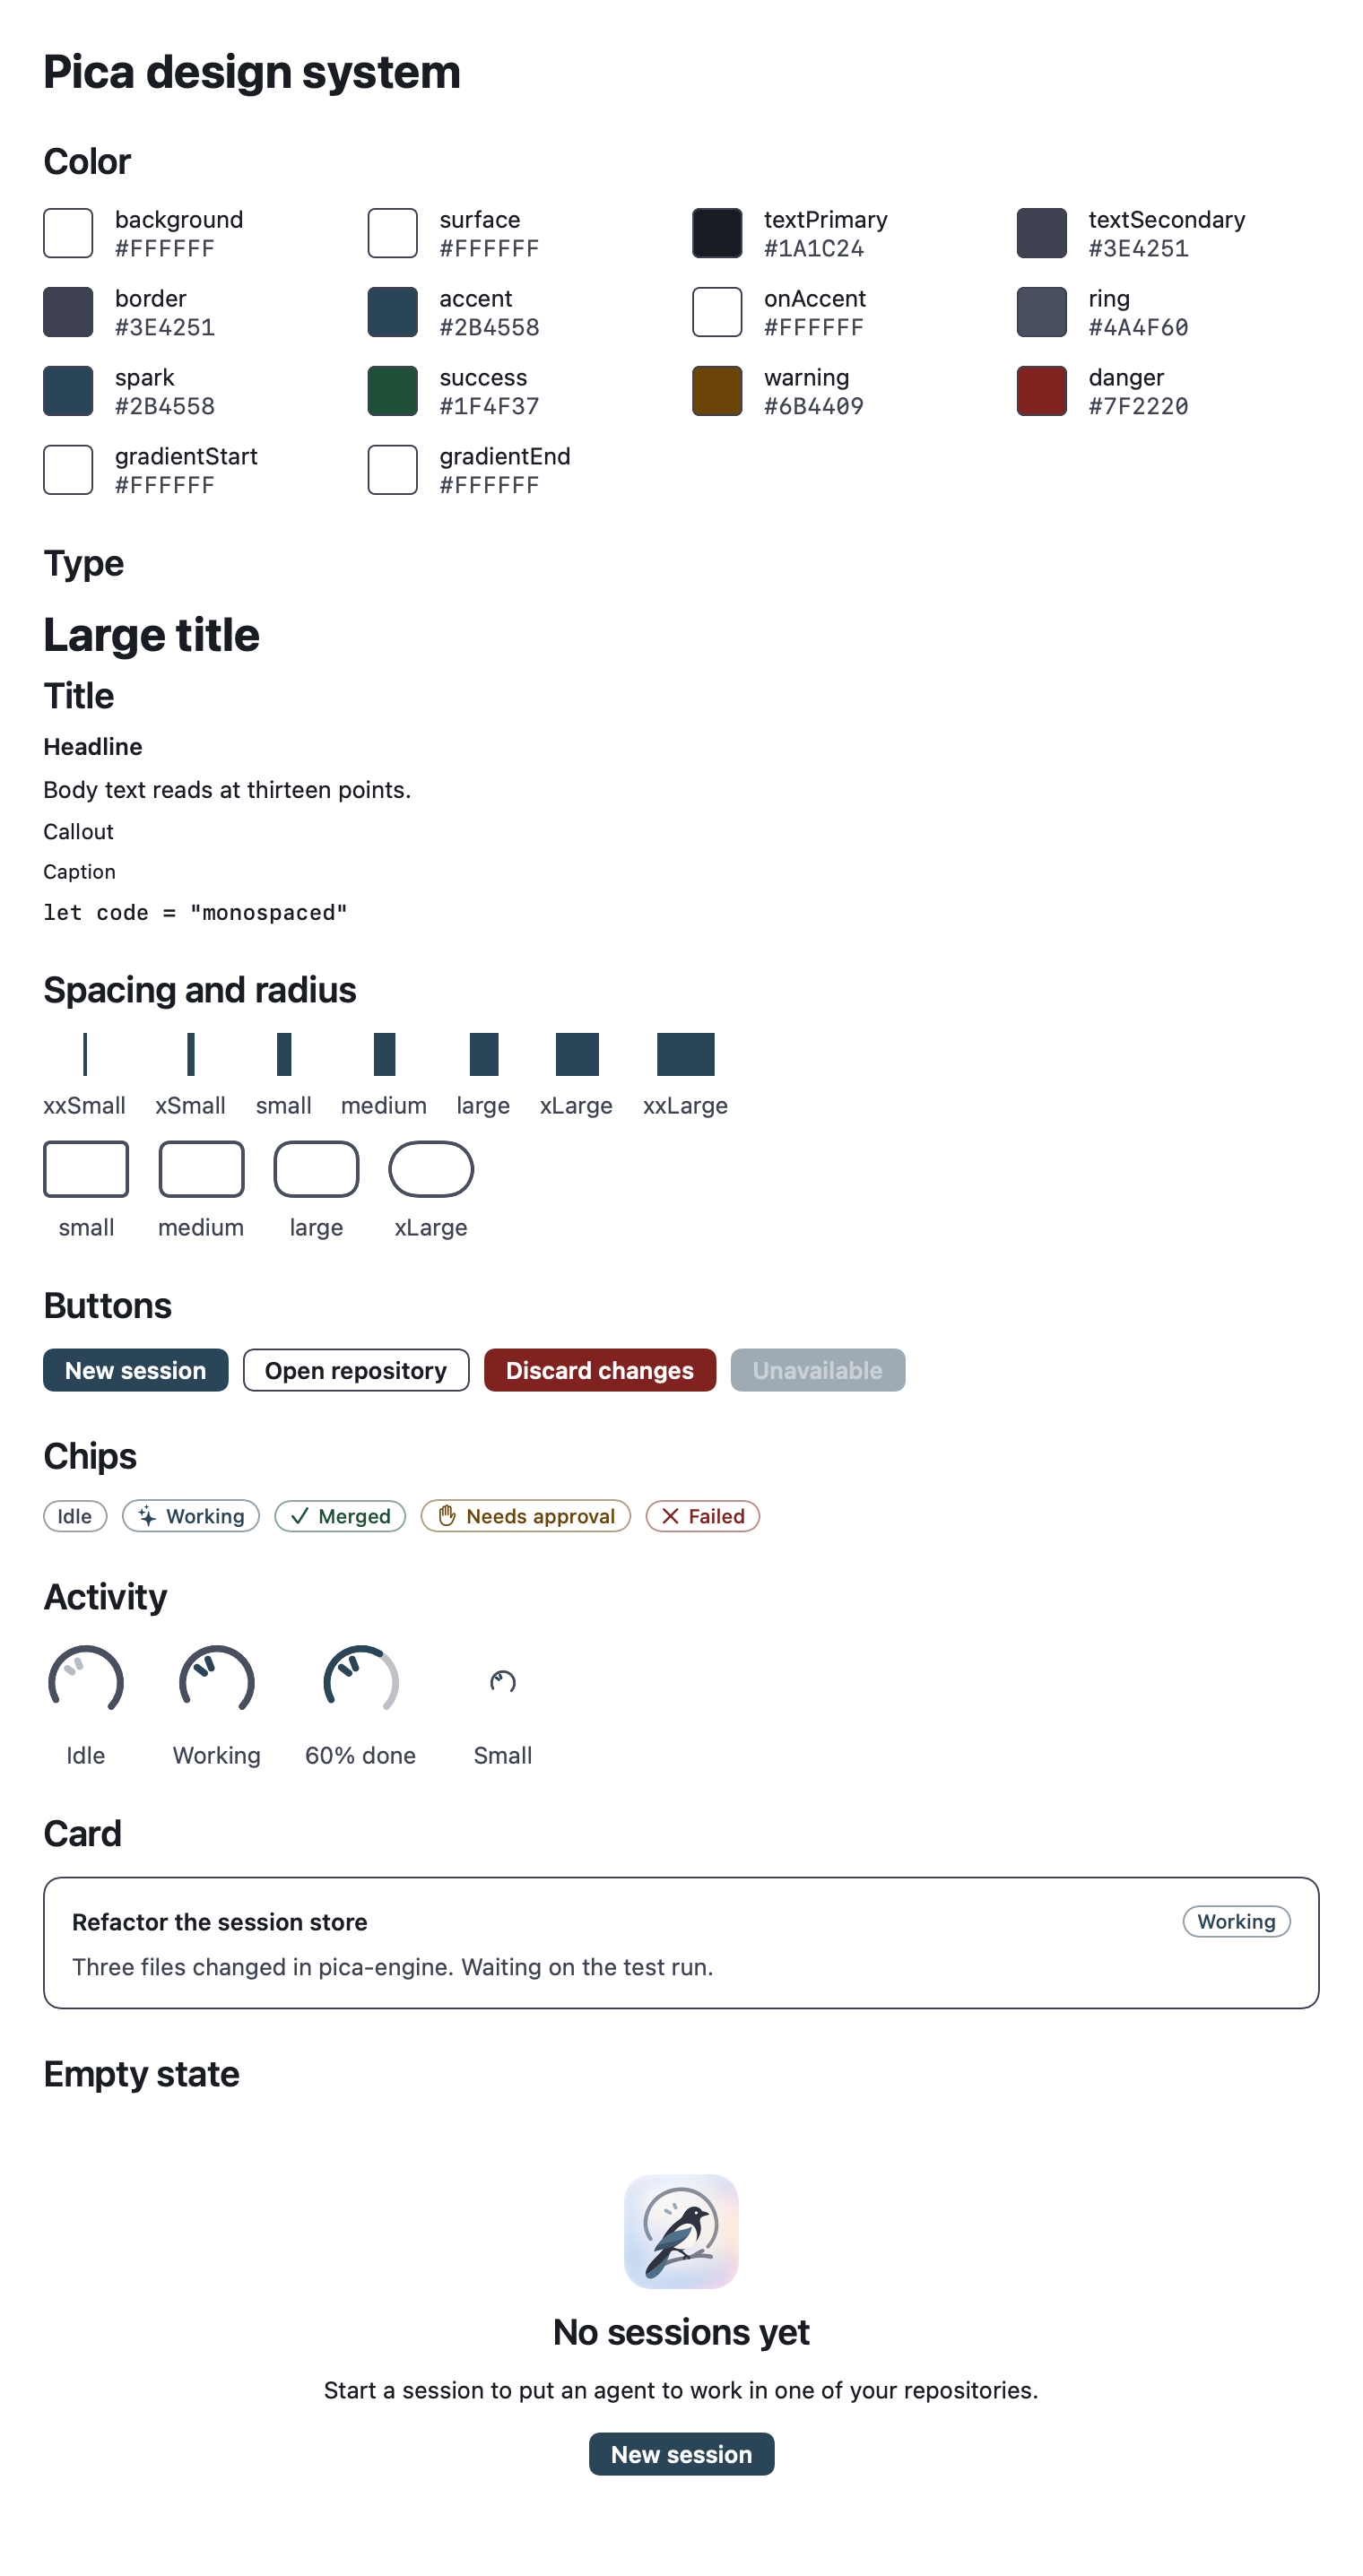 Pica design system
Color
background
#FFFFFF
surface
#FFFFFF
textPrimary
#1A1C24
textSecondary
#3E4251
border
#3E4251
accent
#2B4558
onAccent
#FFFFFF
ring
#4A4F60
spark
#2B4558
success
#1F4F37
warning
#6B4409
danger
#7F2220
gradientStart
#FFFFFF
gradientEnd
#FFFFFF
Type
Large title
Title
Headline
Body text reads at thirteen points.
Callout
Caption
let code = "monospaced"
Spacing and radius
xxSmall xSmall small medium large xLarge xxLarge
small medium large xLarge
Buttons
New session Open repository Discard changes Unavailable
Chips
Idle Working Merged Needs approval Failed
Activity
Idle Working 60% done Small
Card
Refactor the session store Working
Three files changed in pica-engine. Waiting on the test run.
Empty state
No sessions yet
Start a session to put an agent to work in one of your repositories.
New session